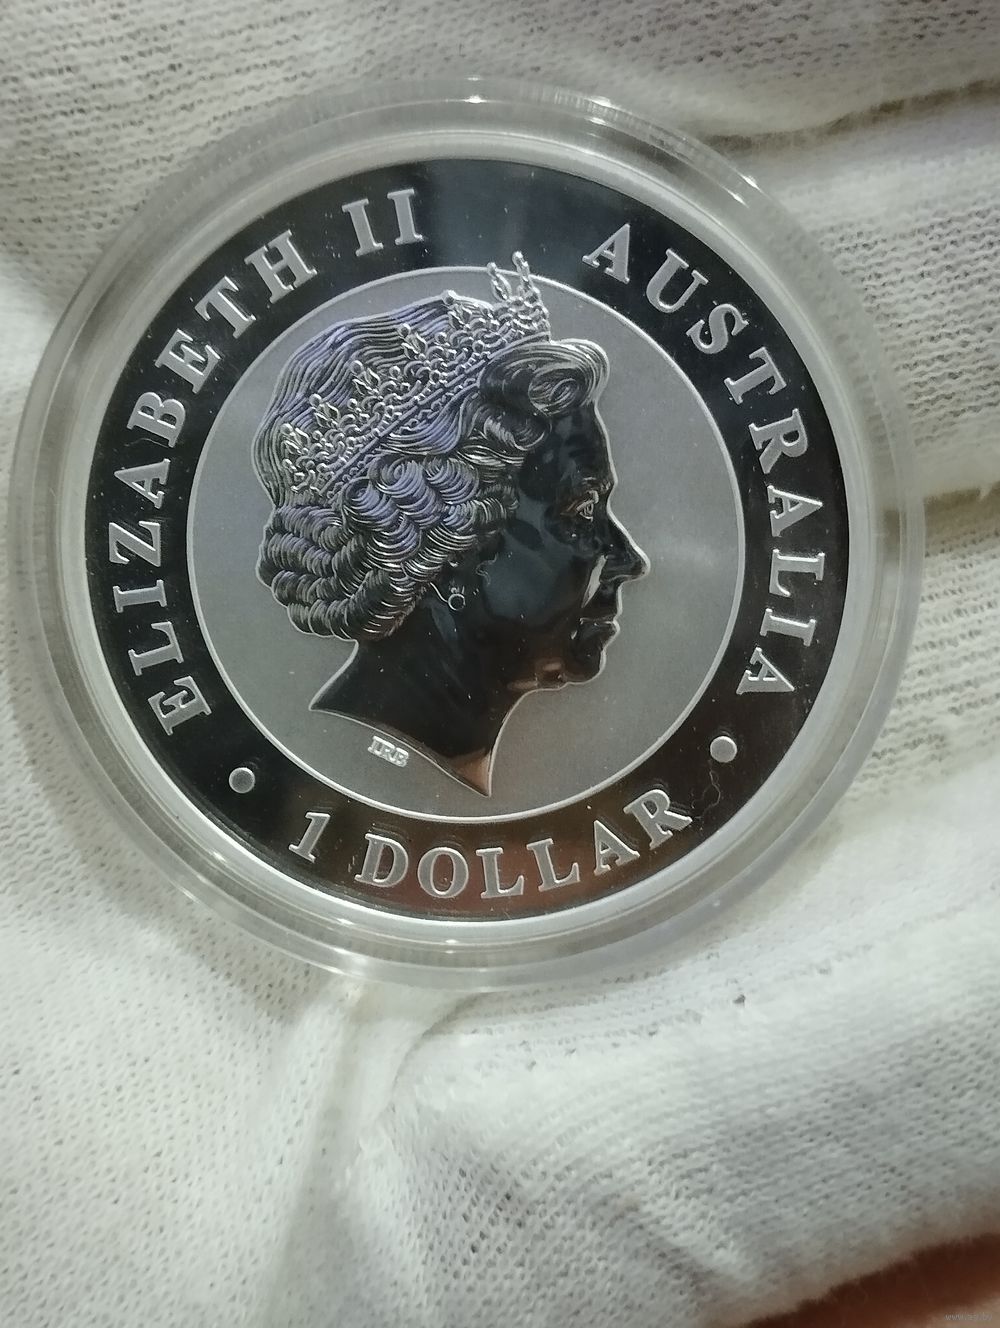 ELIZABETH II
AUSTRALIA
• 1 DOLLAR •
IRB